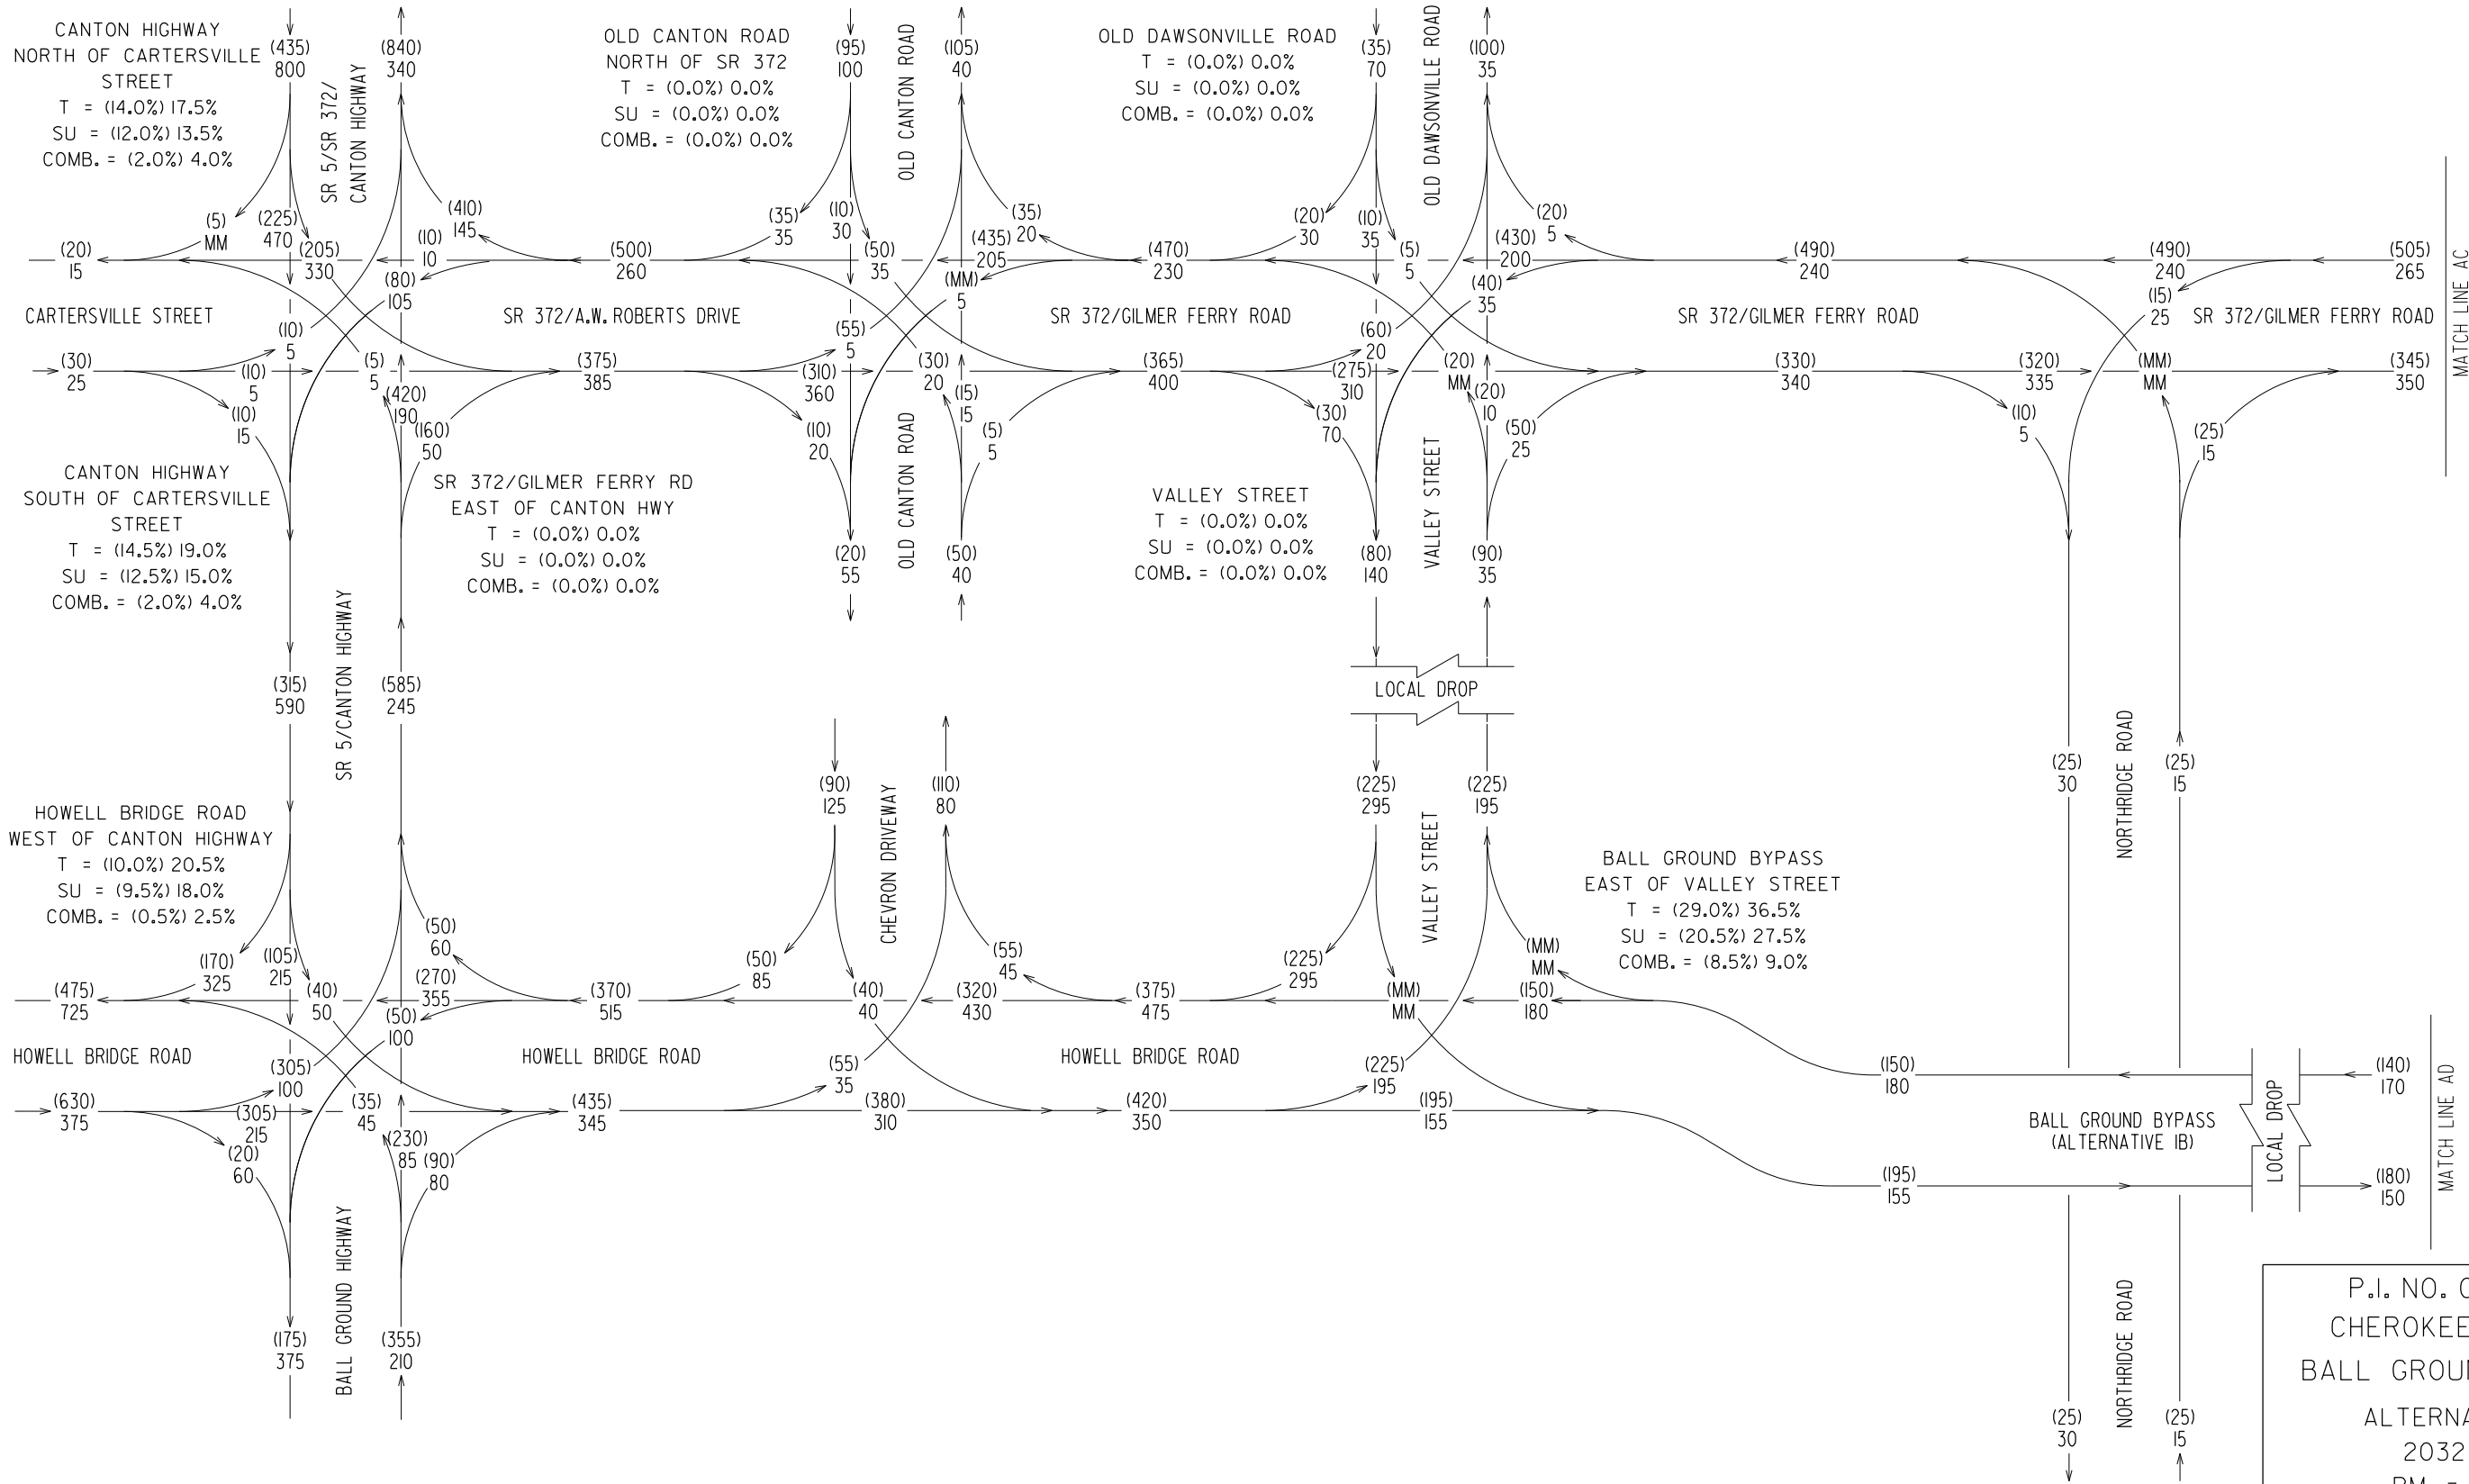 CANTON HIGHWAY
NORTH OF CARTERSVILLE
STREET
T = (14.0%) 17.5%
SU = (12.0%) 13.5%
COMB. = (2.0%) 4.0%
(435)
800
SR 5/SR 372/
CANTON HIGHWAY
(840)
340
OLD CANTON ROAD
NORTH OF SR 372
T = (0.0%) 0.0%
SU = (0.0%) 0.0%
COMB. = (0.0%) 0.0%
(95)
100
OLD CANTON ROAD
(105)
40
OLD DAWSONVILLE ROAD
T = (0.0%) 0.0%
SU = (0.0%) 0.0%
COMB. = (0.0%) 0.0%
(35)
70
OLD DAWSONVILLE ROAD
(100)
35
(5)
MM
(225)
470
(205)
330
(10)
10
(410)
145
(20)
15
(80)
105
(500)
260
(35)
35
(10)
30
(50)
35
(435)
205
(35)
20
(MM)
5
(470)
230
(20)
30
(10)
35
(5)
5
(430)
200
(20)
5
(40)
35
(490)
240
(490)
240
(505)
265
(15)
25
MATCH LINE AC
CARTERSVILLE STREET
SR 372/A.W. ROBERTS DRIVE
SR 372/GILMER FERRY ROAD
SR 372/GILMER FERRY ROAD
SR 372/GILMER FERRY ROAD
(30)
25
(10)
5
(10)
5
(10)
15
(5)
5
(420)
190
(160)
50
(375)
385
(55)
5
(310)
360
(10)
20
(30)
20
(15)
15
(5)
5
(365)
400
(60)
20
(275)
310
(30)
70
(20)
MM
(20)
10
(50)
25
(330)
340
(320)
335
(10)
5
(MM)
MM
(25)
15
(345)
350
CANTON HIGHWAY
SOUTH OF CARTERSVILLE
STREET
T = (14.5%) 19.0%
SU = (12.5%) 15.0%
COMB. = (2.0%) 4.0%
SR 372/GILMER FERRY RD
EAST OF CANTON HWY
T = (0.0%) 0.0%
SU = (0.0%) 0.0%
COMB. = (0.0%) 0.0%
OLD CANTON ROAD
(20)
55
(50)
40
VALLEY STREET
T = (0.0%) 0.0%
SU = (0.0%) 0.0%
COMB. = (0.0%) 0.0%
VALLEY STREET
(80)
140
(90)
35
(315)
590
SR 5/CANTON HIGHWAY
(585)
245
LOCAL DROP
(90)
125
CHEVRON DRIVEWAY
(110)
80
(225)
295
VALLEY STREET
(225)
195
(25)
30
NORTHRIDGE ROAD
(25)
15
HOWELL BRIDGE ROAD
WEST OF CANTON HIGHWAY
T = (10.0%) 20.5%
SU = (9.5%) 18.0%
COMB. = (0.5%) 2.5%
BALL GROUND BYPASS
EAST OF VALLEY STREET
T = (29.0%) 36.5%
SU = (20.5%) 27.5%
COMB. = (8.5%) 9.0%
(170)
325
(105)
215
(40)
50
(270)
355
(50)
60
(475)
725
(50)
100
(370)
515
(50)
85
(40)
40
(320)
430
(55)
45
(375)
475
(225)
295
(MM)
MM
(150)
180
(MM)
MM
(150)
180
(140)
170
HOWELL BRIDGE ROAD
HOWELL BRIDGE ROAD
HOWELL BRIDGE ROAD
BALL GROUND BYPASS
(ALTERNATIVE 1B)
LOCAL DROP
MATCH LINE AD
(630)
375
(305)
100
(305)
215
(20)
60
(35)
45
(230)
85
(90)
80
(435)
345
(55)
35
(380)
310
(420)
350
(225)
195
(195)
155
(195)
155
(180)
150
(175)
375
BALL GROUND HIGHWAY
(355)
210
(25)
30
NORTHRIDGE ROAD
(25)
15
P.I. NO.
CHEROKEE
BALL
2032